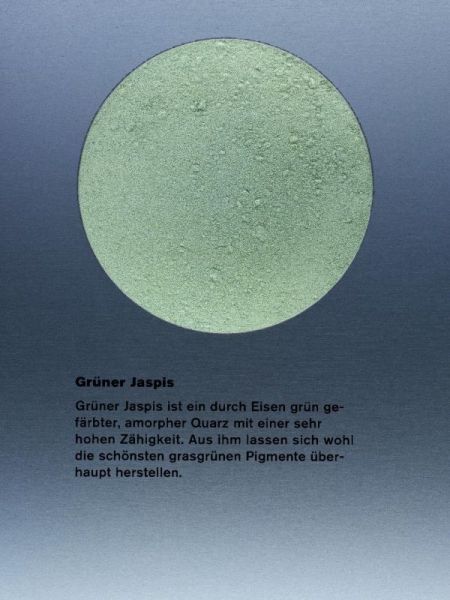 Grüner Jaspis
Grüner Jaspis ist ein durch Eisen grün ge-
färbter, amorpher Quarz mit einer sehr
hohen Zähigkeit. Aus ihm lassen sich wohl
die schönsten grasgrünen Pigmente über-
haupt herstellen.